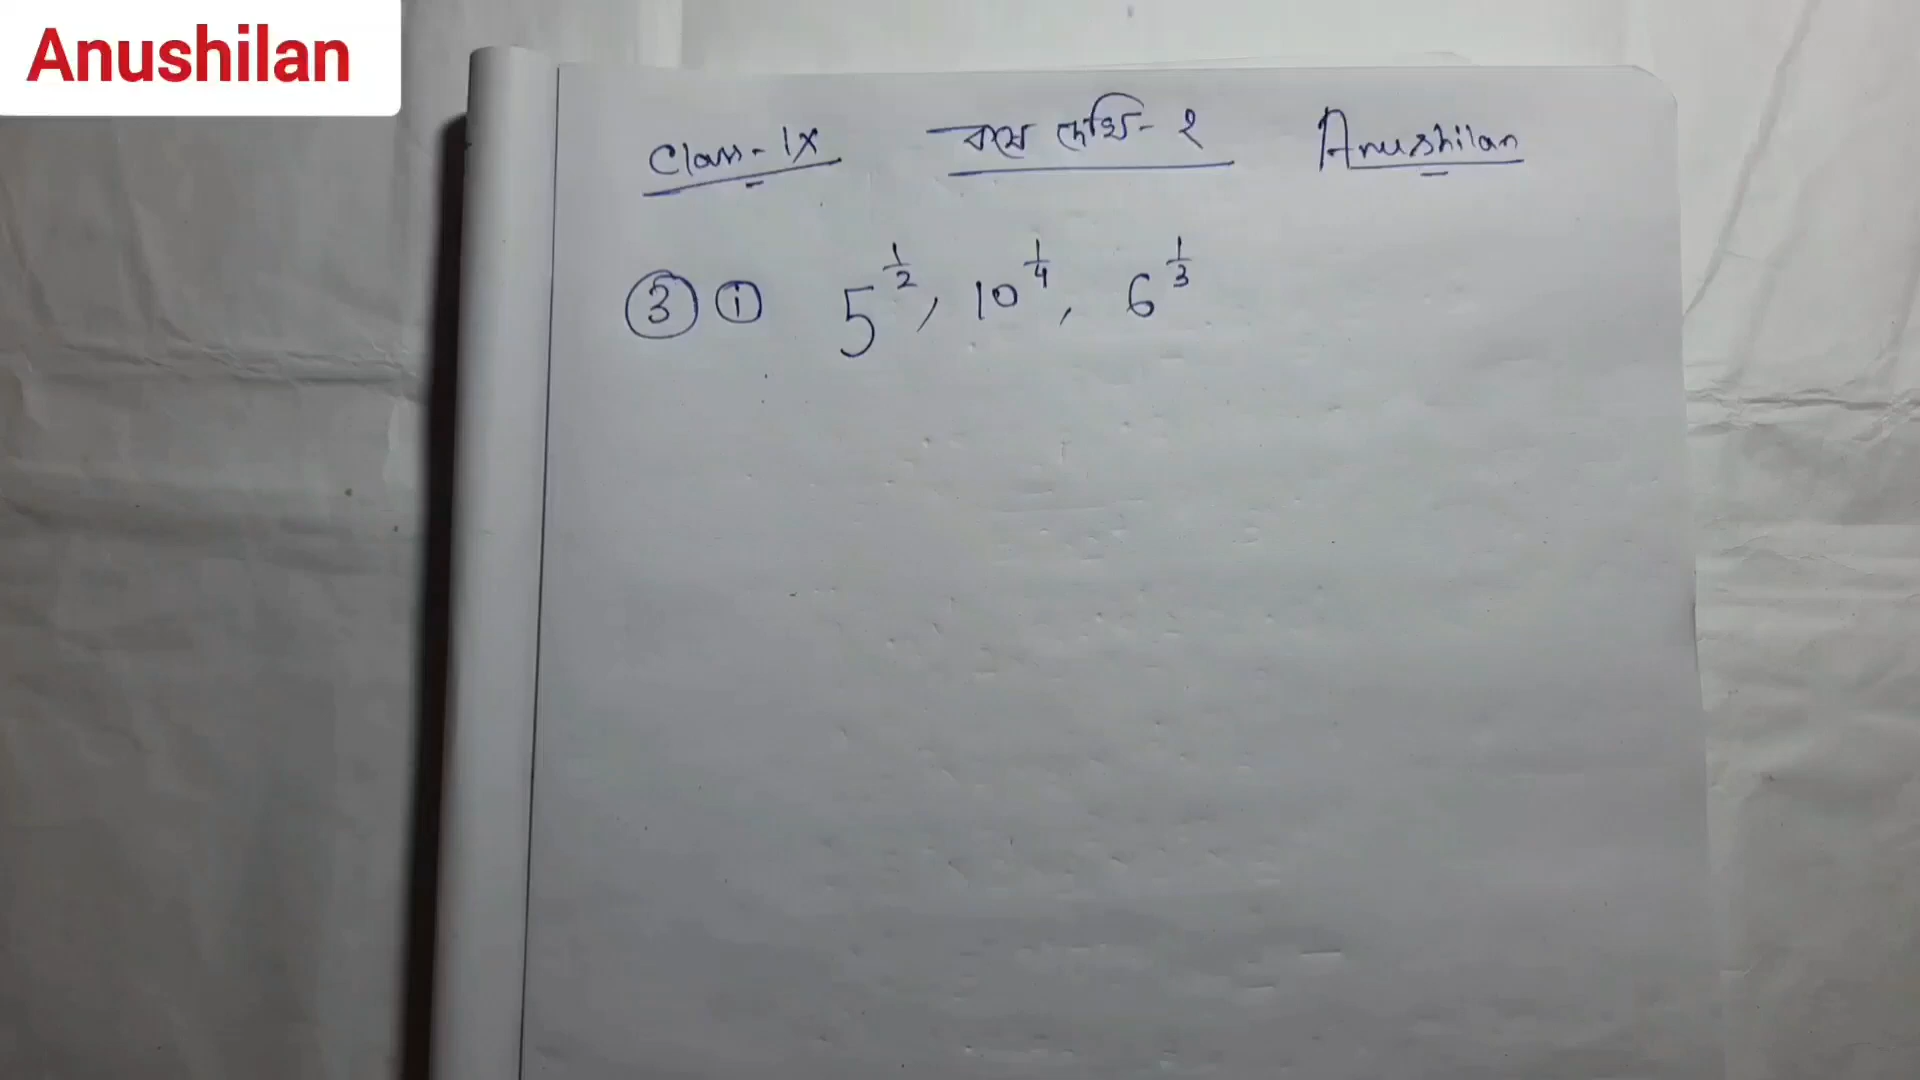 Anushilan
Class - IX কষে দেখি - ২ Anushilan
③ ⓘ 5^{1/2}, 10^{1/4}, 6^{1/3}